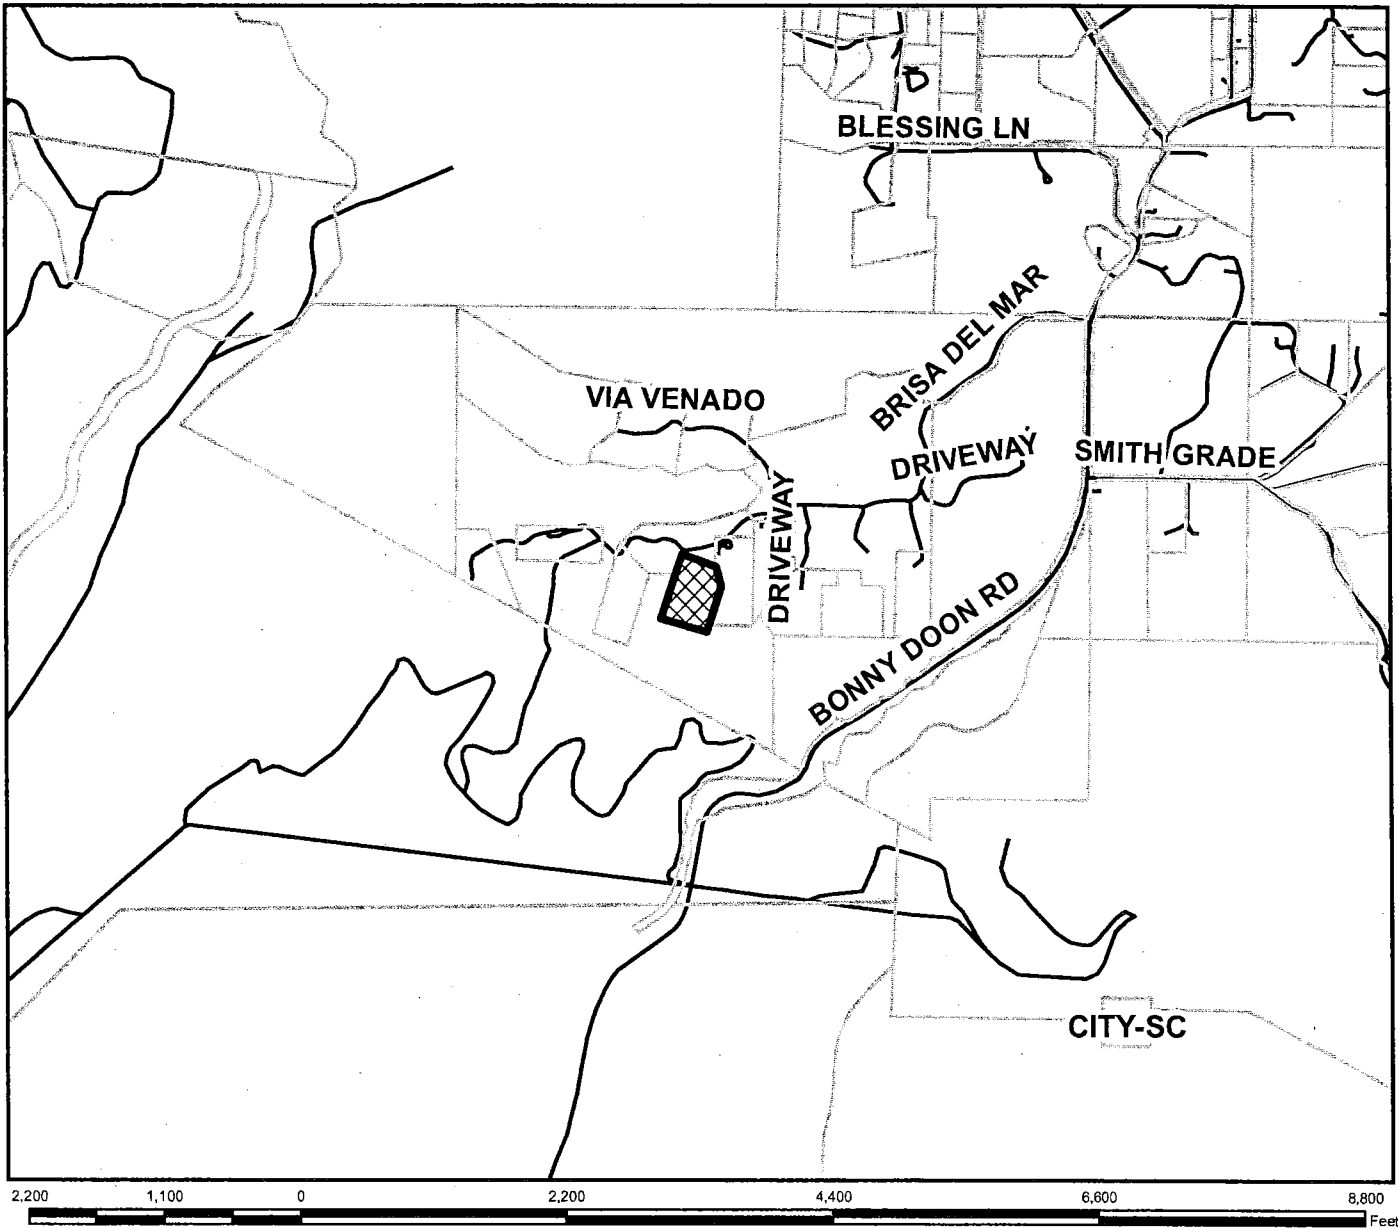 BLESSING LN
BRISA DEL MAR
VIA VENADO
DRIVEWAY
SMITH GRADE
DRIVEWAY
BONNY DOON RD
CITY-SC
2,200 1,100 0 2,200 4,400 6,600 8,800
Feet